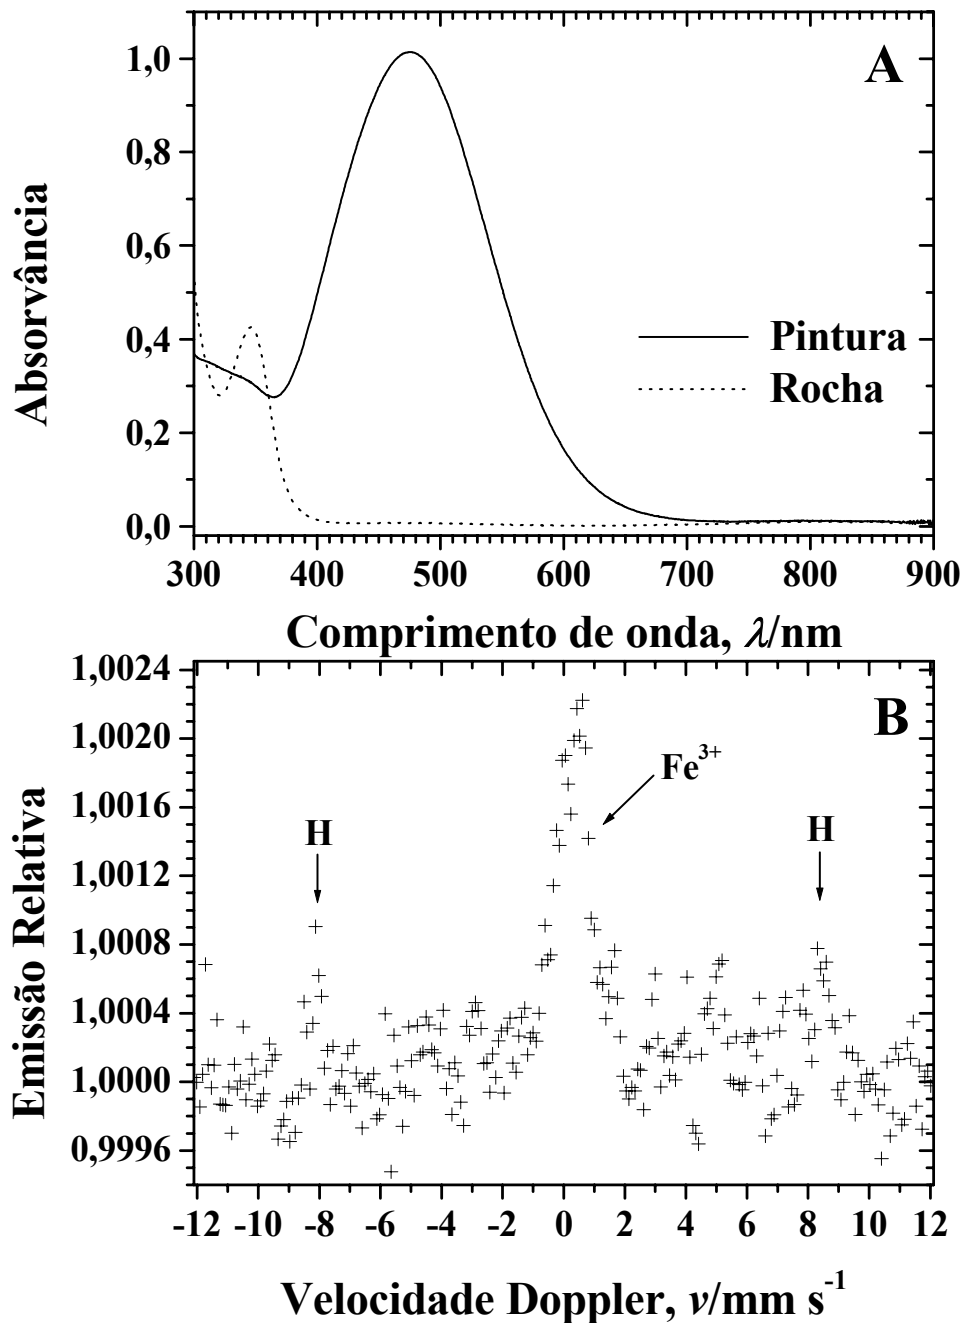 A
1,0
0,8
0,6
0,4
0,2
0,0
Absorvância
Pintura
Rocha
300 400 500 600 700 800 900
Comprimento de onda, λ/nm
B
1,0024
1,0020
1,0016
1,0012
1,0008
1,0004
1,0000
0,9996
Emissão Relativa
H
Fe³⁺
H
-12 -10 -8 -6 -4 -2 0 2 4 6 8 10 12
Velocidade Doppler, v/mm s⁻¹